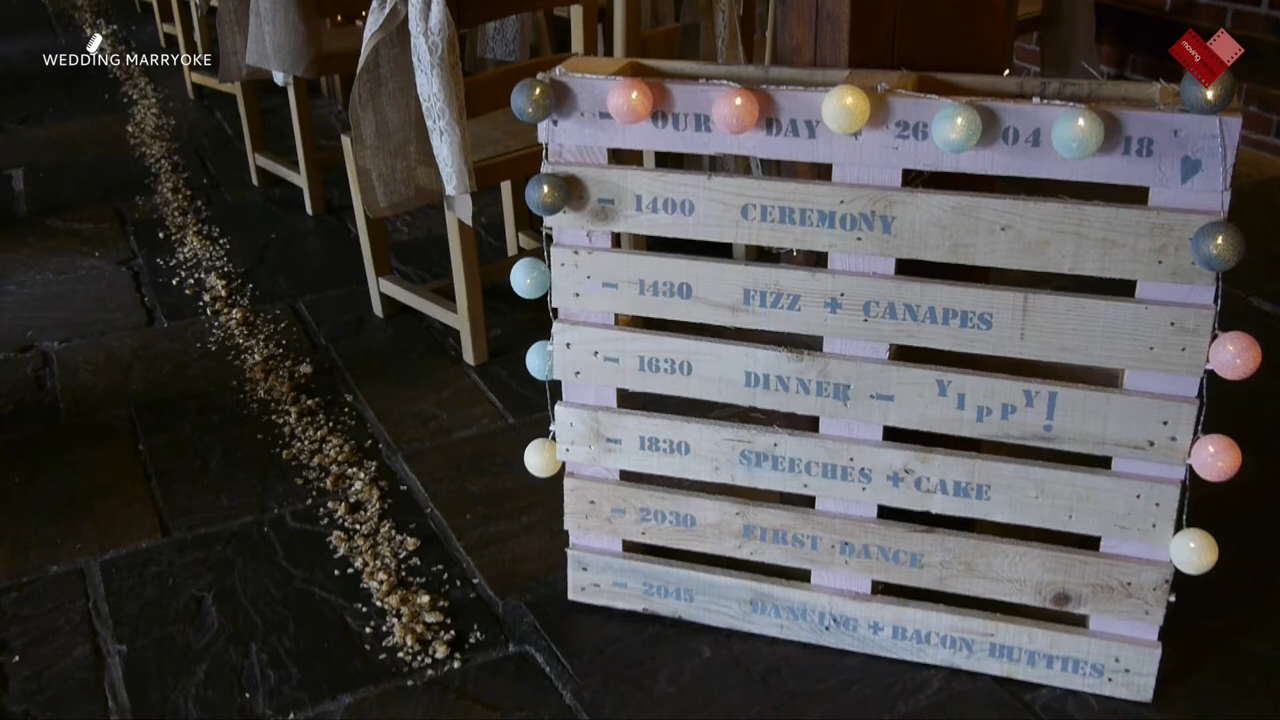 WEDDING MARRYOKE
moving
- OUR DAY + 26 04 18
- 1400 CEREMONY
- 1430 FIZZ + CANAPES
- 1630 DINNER - YIPPY!
- 1830 SPEECHES + CAKE
- 2030 FIRST DANCE
- 2045 DANCING + BACON BUTTIES